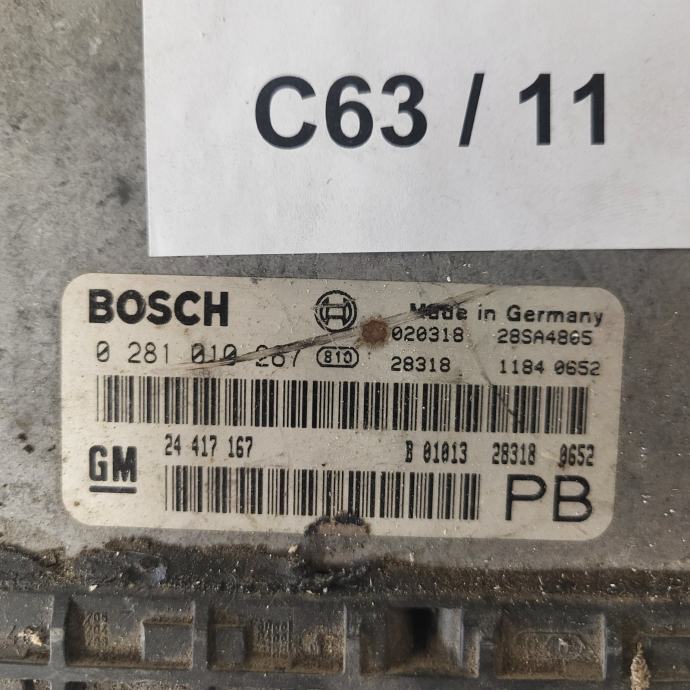 C63 / 11
BOSCH Made in Germany
020318 28SA4865
0 281 010 267 810 28318 1184 0652
GM 24 417 167 B 01013 28318 0652
PB